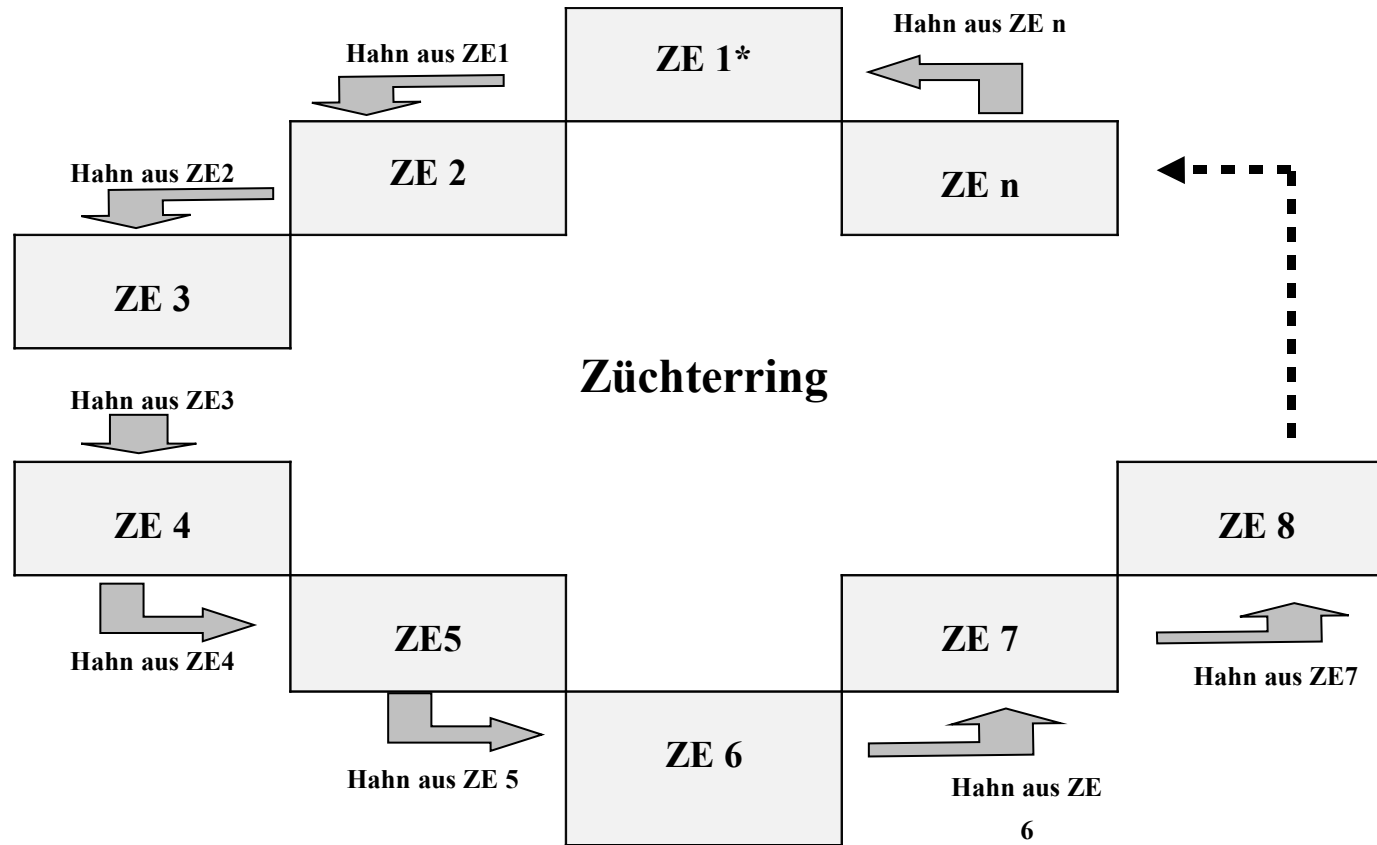 Hahn aus ZE n
Hahn aus ZE1
ZE 1*
Hahn aus ZE2
ZE 2
ZE n
ZE 3
Züchterring
Hahn aus ZE3
ZE 4
ZE 8
Hahn aus ZE4
ZE5
ZE 7
Hahn aus ZE7
Hahn aus ZE 5
ZE 6
Hahn aus ZE
6